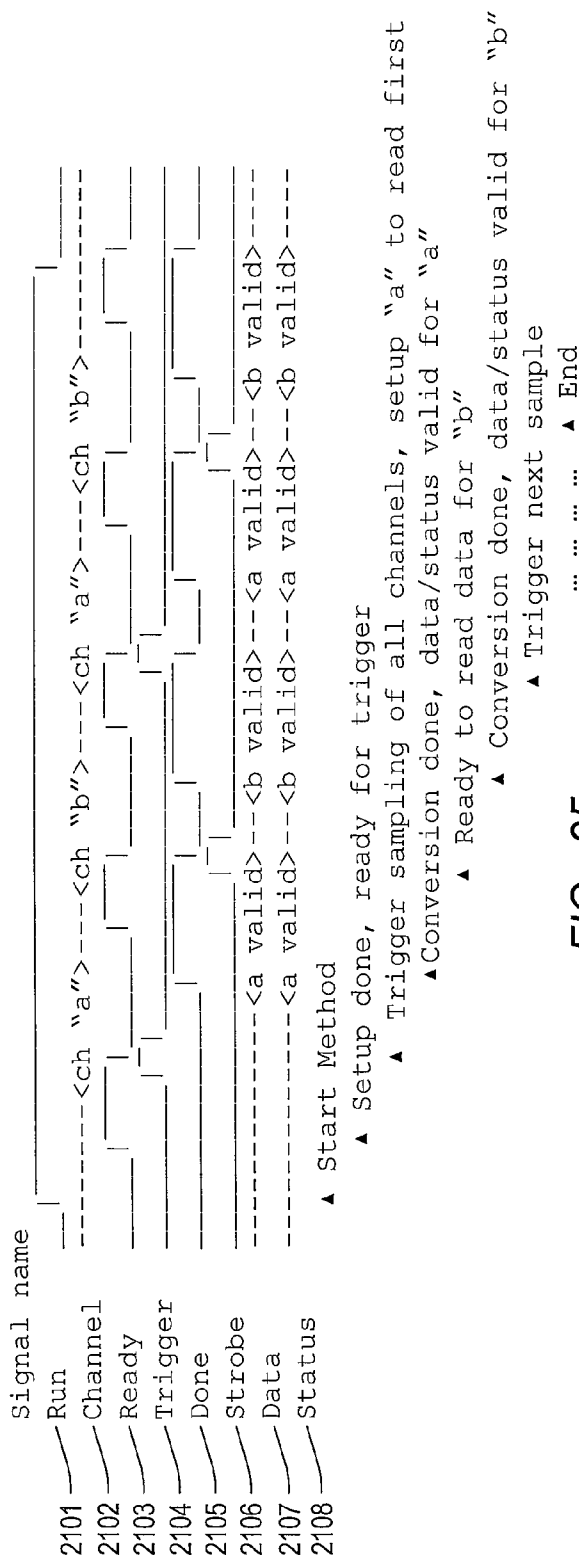 Signal name
2101 Run
2102 Channel ------<ch "a">----<ch "b">----<ch "a">----<ch "b">---------
2103 Ready
2104 Trigger
2105 Done
2106 Strobe
2107 Data ------------<a valid>---<b valid>---<a valid>---<b valid>----
2108 Status ------------<a valid>---<b valid>---<a valid>---<b valid>----
▲ Start Method
▲ Setup done, ready for trigger
▲ Trigger sampling of all channels, setup "a" to read first
▲Conversion done, data/status valid for "a"
▲ Ready to read data for "b"
▲ Conversion done, data/status valid for "b"
▲ Trigger next sample
… … … … ▲ End